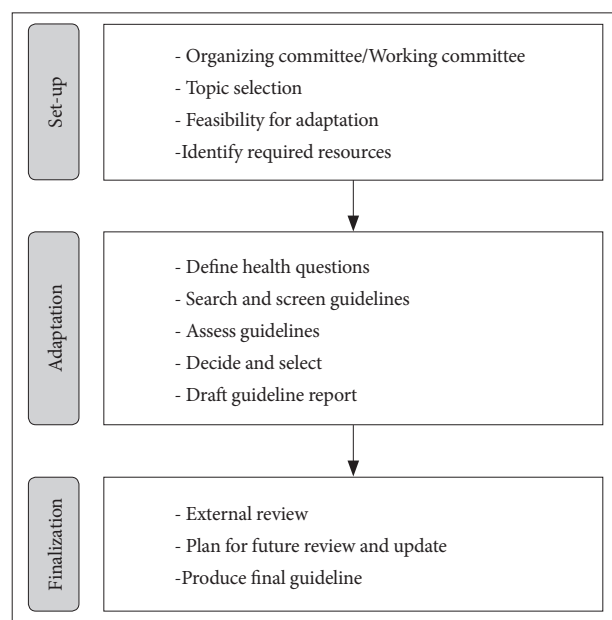 Set-up
- Organizing committee/Working committee
- Topic selection
- Feasibility for adaptation
-Identify required resources
Adaptation
- Define health questions
- Search and screen guidelines
- Assess guidelines
- Decide and select
- Draft guideline report
Finalization
- External review
- Plan for future review and update
-Produce final guideline